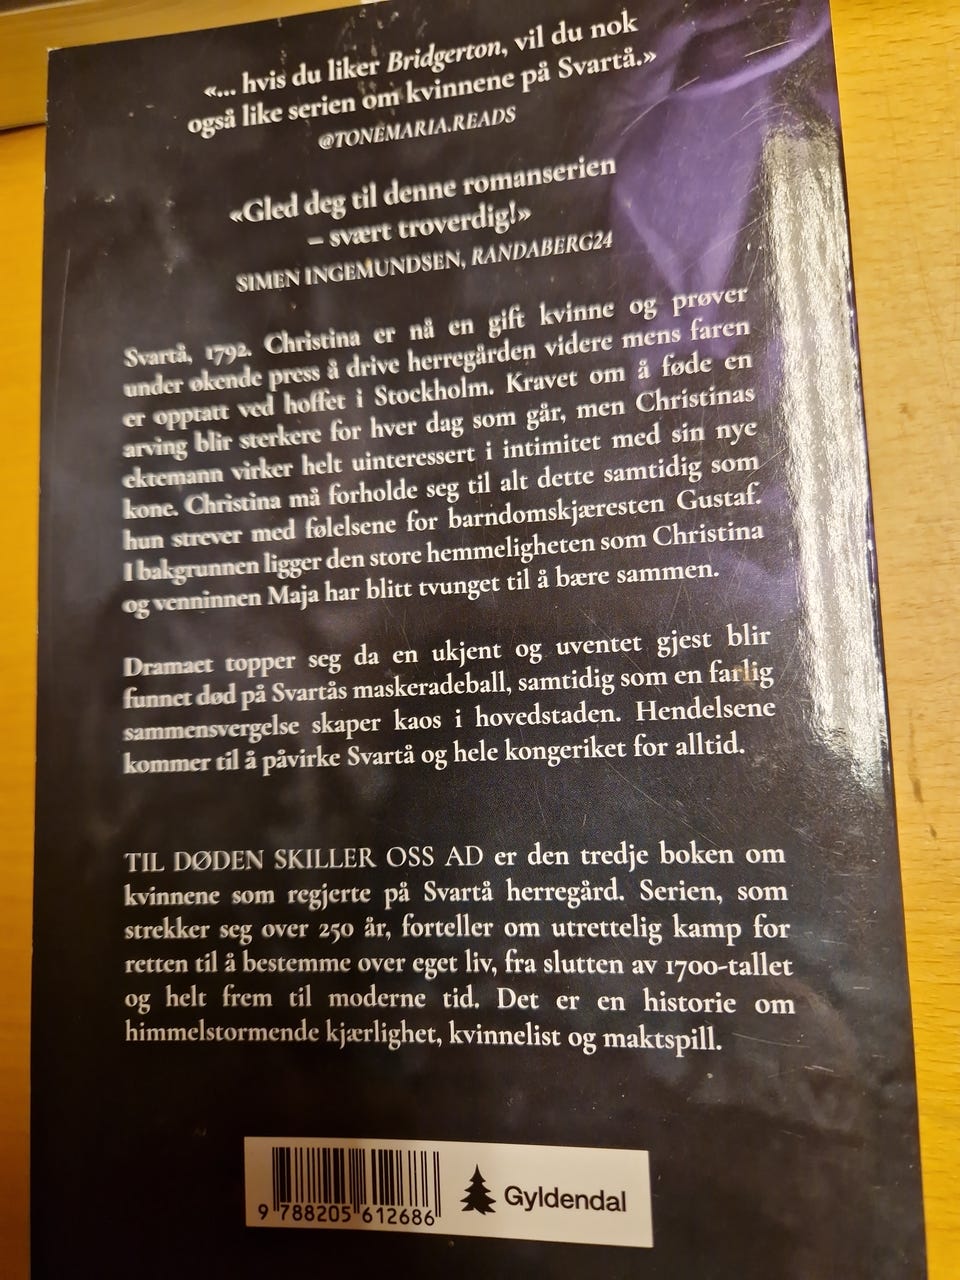 «... hvis du liker Bridgerton, vil du nok
også like serien om kvinnene på Svartå.»
@TONEMARIA.READS
«Gled deg til denne romanserien
– svært troverdig!»
SIMEN INGEMUNDSEN, RANDABERG24
Svartå, 1792. Christina er nå en gift kvinne og prøver
under økende press å drive herregården videre mens faren
er opptatt ved hoffet i Stockholm. Kravet om å føde en
arving blir sterkere for hver dag som går, men Christinas
ektemann virker helt uinteressert i intimitet med sin nye
kone. Christina må forholde seg til alt dette samtidig som
hun strever med følelsene for barndomskjæresten Gustaf.
I bakgrunnen ligger den store hemmeligheten som Christina
og venninnen Maja har blitt tvunget til å bære sammen.
Dramaet topper seg da en ukjent og uventet gjest blir
funnet død på Svartås maskeradeball, samtidig som en farlig
sammensvergelse skaper kaos i hovedstaden. Hendelsene
kommer til å påvirke Svartå og hele kongeriket for alltid.
TIL DØDEN SKILLER OSS AD er den tredje boken om
kvinnene som regjerte på Svartå herregård. Serien, som
strekker seg over 250 år, forteller om utrettelig kamp for
retten til å bestemme over eget liv, fra slutten av 1700-tallet
og helt frem til moderne tid. Det er en historie om
himmelstormende kjærlighet, kvinnelist og maktspill.
9 788205 612686
Gyldendal